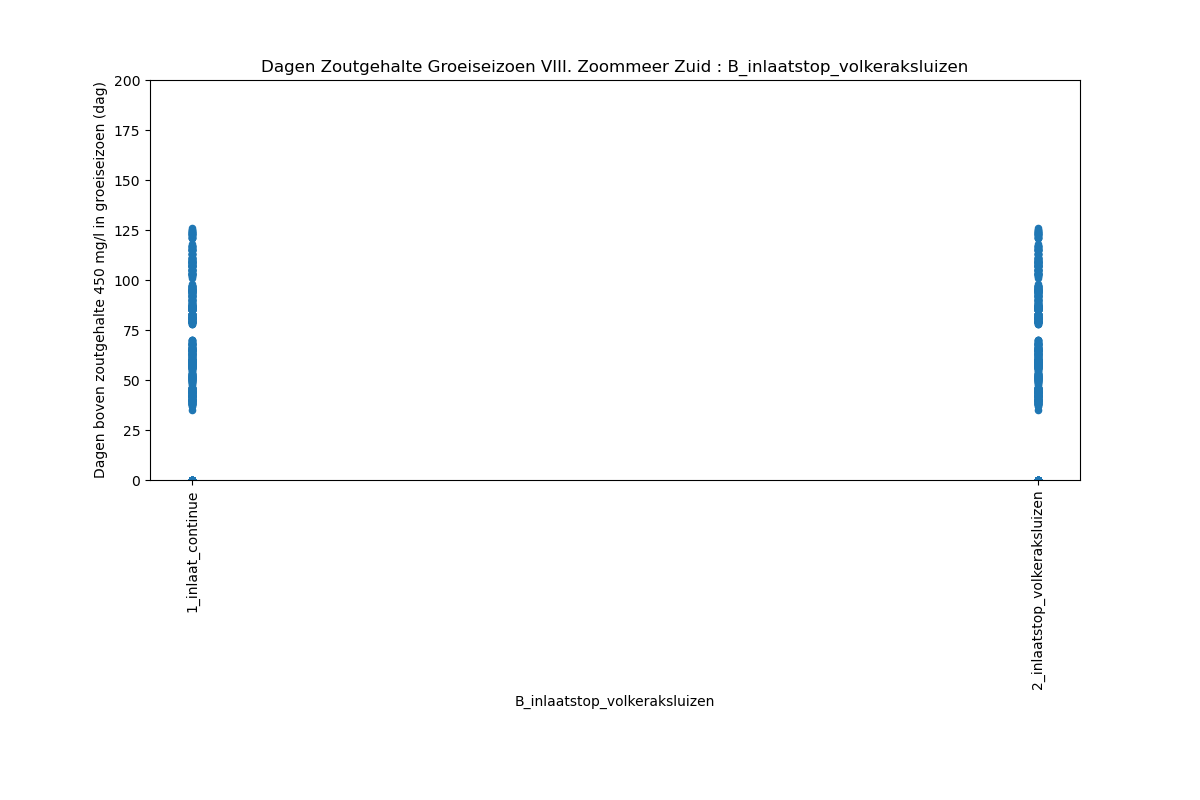 Dagen Zoutgehalte Groeiseizoen VIII. Zoommeer Zuid : B_inlaatstop_volkeraksluizen
Dagen boven zoutgehalte 450 mg/l in groeiseizoen (dag)
200
175
150
125
100
75
50
25
0
1_inlaat_continue
2_inlaatstop_volkeraksluizen
B_inlaatstop_volkeraksluizen